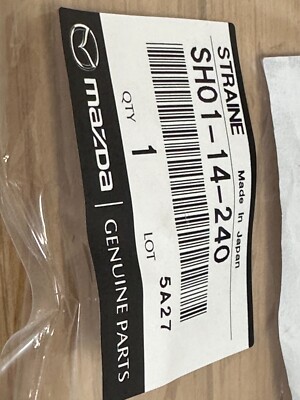 STRAINE
Made In Japan
SH01-14-240
QTY
1
LOT
5A27
mazda
GENUINE PARTS